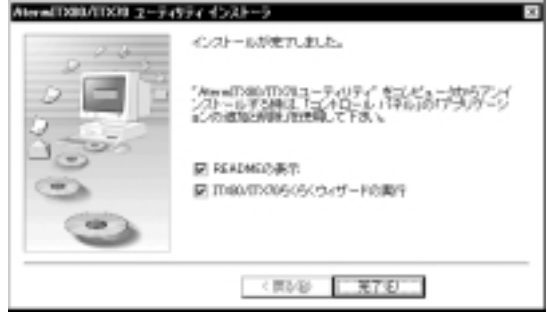 AtermITX80/ITX70 ユーティリティ インストーラ
インストールが完了しました。
"AtermITX80/ITX70ユーティリティ" をコンピュータからアンイ
ンストールする時は、「コントロール パネル」の「アプリケーシ
ョンの追加と削除」を使用して下さい。
READMEの表示
ITX80/ITX70らくらくウィザードの実行
< 戻る(B)
完了(F)